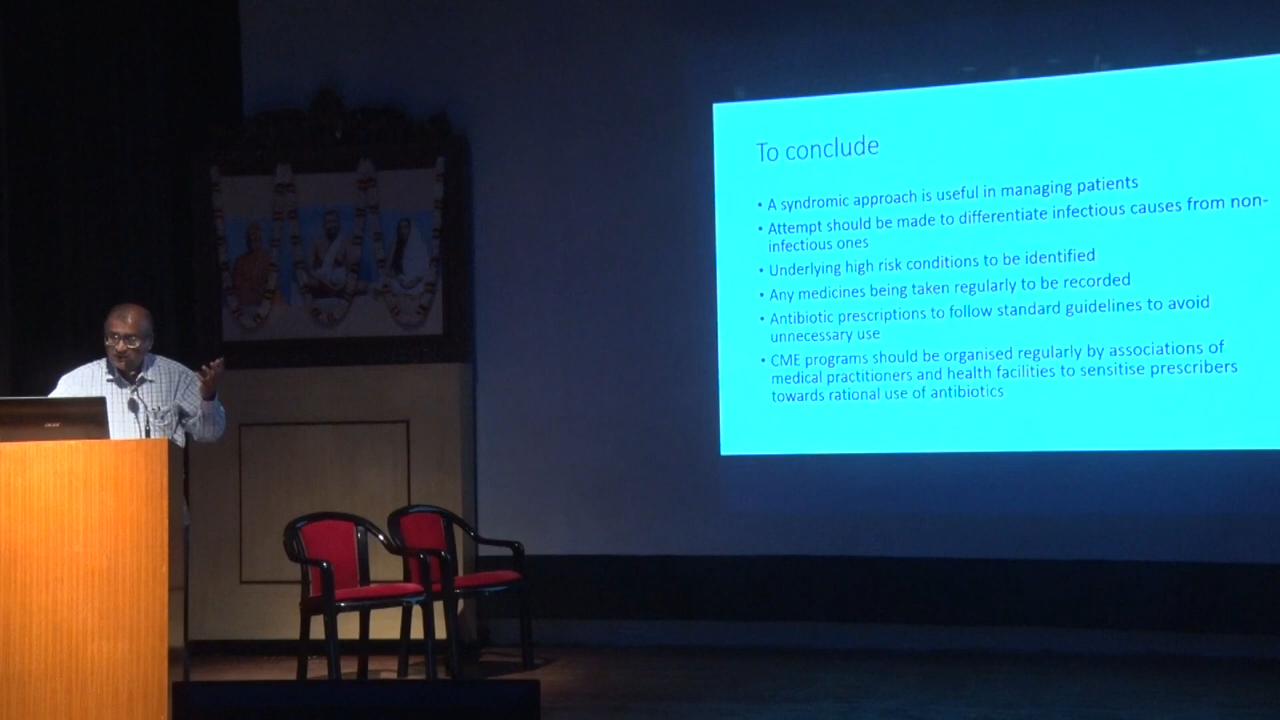 To conclude
• A syndromic approach is useful in managing patients
• Attempt should be made to differentiate infectious causes from non-
infectious ones
• Underlying high risk conditions to be identified
• Any medicines being taken regularly to be recorded
• Antibiotic prescriptions to follow standard guidelines to avoid
unnecessary use
• CME programs should be organised regularly by associations of
medical practitioners and health facilities to sensitise prescribers
towards rational use of antibiotics
acer